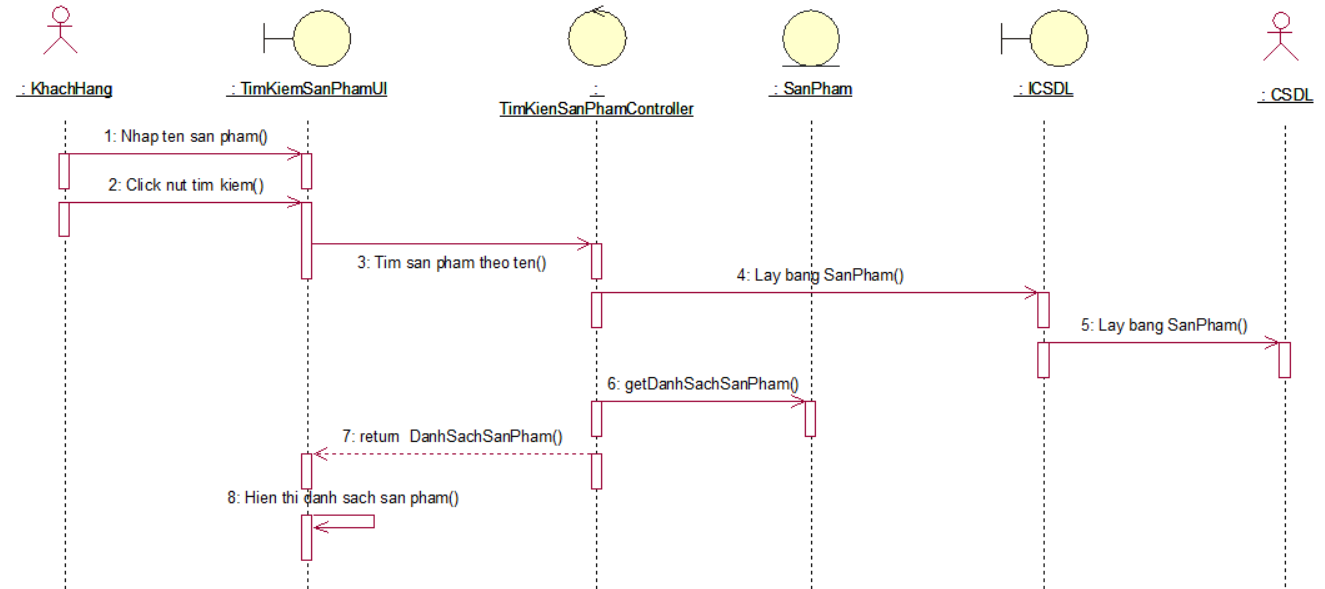 : KhachHang
: TimKiemSanPhamUI
:
TimKienSanPhamController
: SanPham
: ICSDL
: CSDL
1: Nhap ten san pham()
2: Click nut tim kiem()
3: Tim san pham theo ten()
4: Lay bang SanPham()
5: Lay bang SanPham()
6: getDanhSachSanPham()
7: return DanhSachSanPham()
8: Hien thi danh sach san pham()